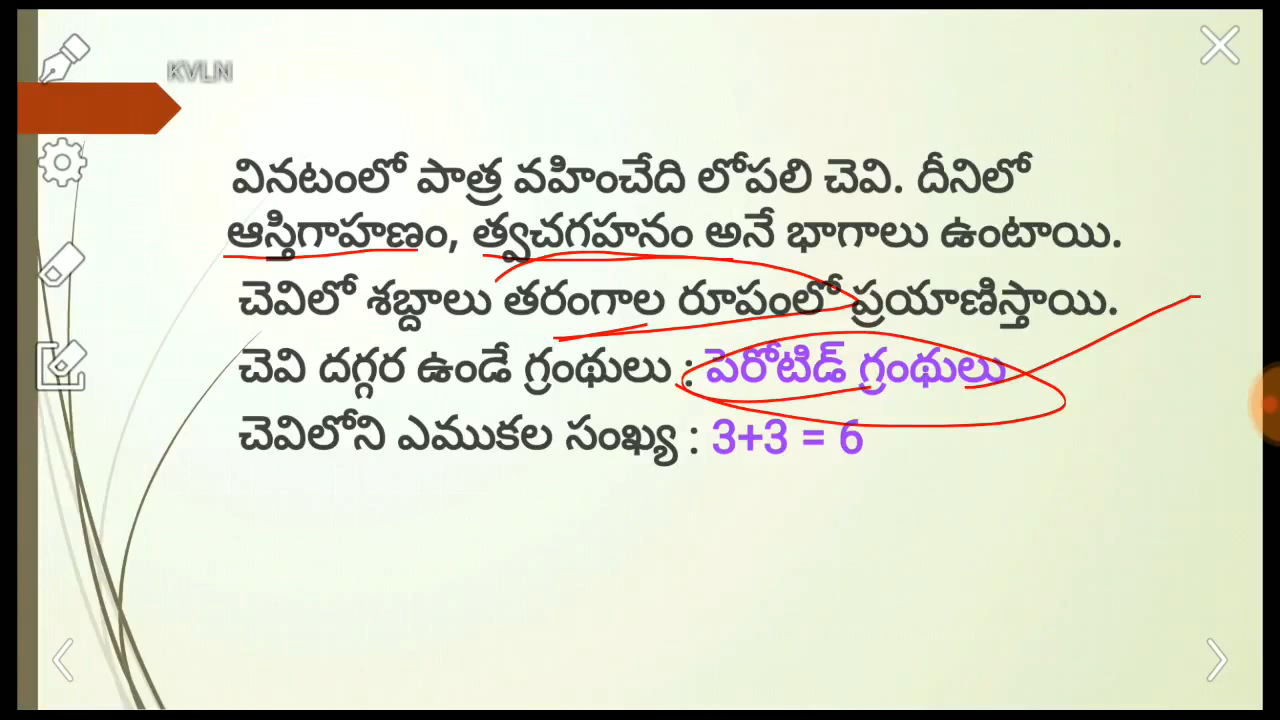 KVLN
వినటంలో పాత్ర వహించేది లోపలి చెవి. దీనిలో
ఆస్తిగాహణం, త్వచగహనం అనే భాగాలు ఉంటాయి.
చెవిలో శబ్దాలు తరంగాల రూపంలో ప్రయాణిస్తాయి.
చెవి దగ్గర ఉండే గ్రంథులు : పెరోటిడ్ గ్రంథులు
చెవిలోని ఎముకల సంఖ్య : 3+3 = 6